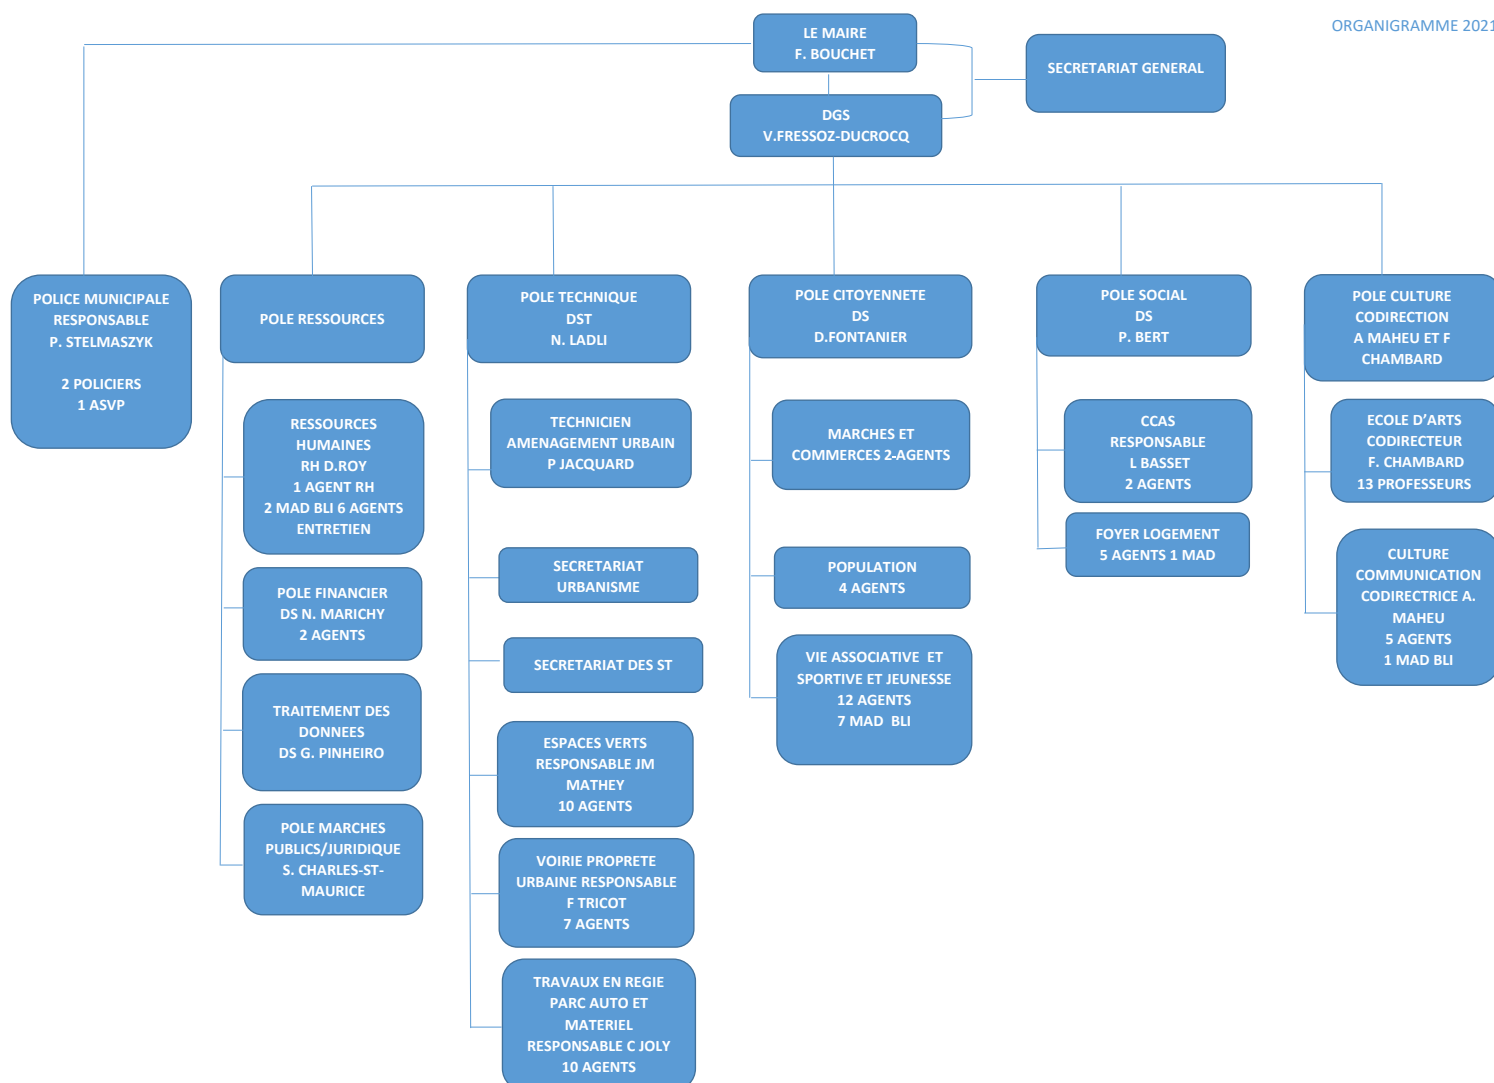 ORGANIGRAMME 2021
LE MAIRE
F. BOUCHET
SECRETARIAT GENERAL
DGS
V.FRESSOZ-DUCROCQ
POLICE MUNICIPALE
RESPONSABLE
P. STELMASZYK
2 POLICIERS
1 ASVP
POLE RESSOURCES
RESSOURCES
HUMAINES
RH D.ROY
1 AGENT RH
2 MAD BLI 6 AGENTS
ENTRETIEN
POLE FINANCIER
DS N. MARICHY
2 AGENTS
TRAITEMENT DES
DONNEES
DS G. PINHEIRO
POLE MARCHES
PUBLICS/JURIDIQUE
S. CHARLES-ST-
MAURICE
POLE TECHNIQUE
DST
N. LADLI
TECHNICIEN
AMENAGEMENT URBAIN
P JACQUARD
SECRETARIAT
URBANISME
SECRETARIAT DES ST
ESPACES VERTS
RESPONSABLE JM
MATHEY
10 AGENTS
VOIRIE PROPRETE
URBAINE RESPONSABLE
F TRICOT
7 AGENTS
TRAVAUX EN REGIE
PARC AUTO ET
MATERIEL
RESPONSABLE C JOLY
10 AGENTS
POLE CITOYENNETE
DS
D.FONTANIER
MARCHES ET
COMMERCES 2-AGENTS
POPULATION
4 AGENTS
VIE ASSOCIATIVE ET
SPORTIVE ET JEUNESSE
12 AGENTS
7 MAD BLI
POLE SOCIAL
DS
P. BERT
CCAS
RESPONSABLE
L BASSET
2 AGENTS
FOYER LOGEMENT
5 AGENTS 1 MAD
POLE CULTURE
CODIRECTION
A MAHEU ET F
CHAMBARD
ECOLE D'ARTS
CODIRECTEUR
F. CHAMBARD
13 PROFESSEURS
CULTURE
COMMUNICATION
CODIRECTRICE A.
MAHEU
5 AGENTS
1 MAD BLI